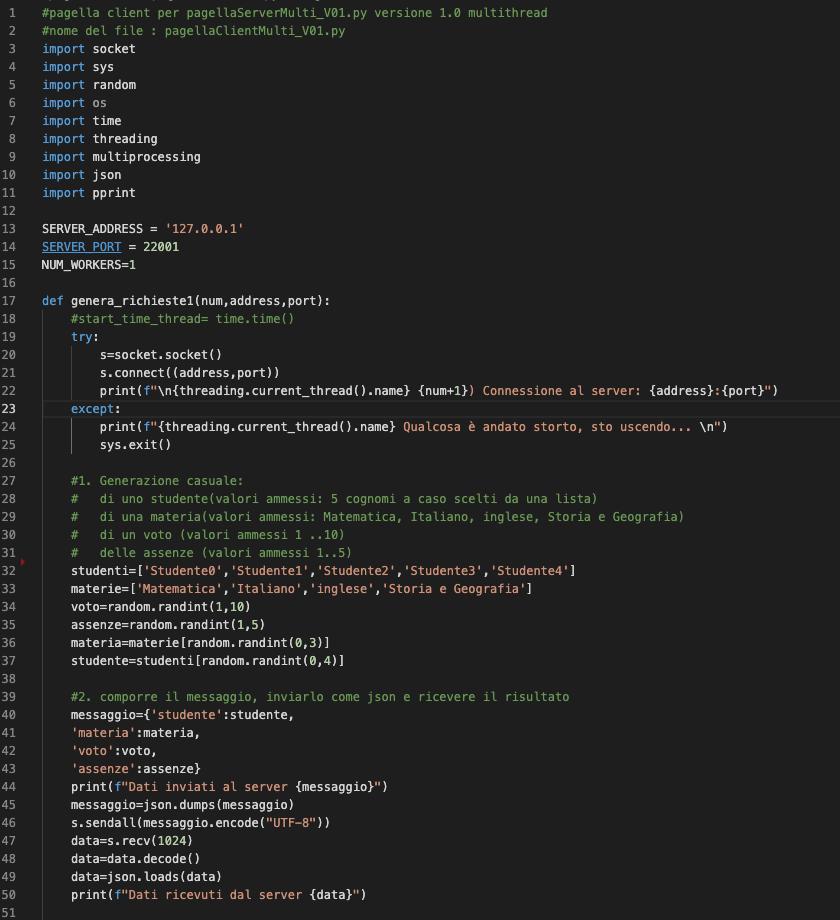 1 #pagella client per pagellaServerMulti_V01.py versione 1.0 multithread
2 #nome del file : pagellaClientMulti_V01.py
3 import socket
4 import sys
5 import random
6 import os
7 import time
8 import threading
9 import multiprocessing
10 import json
11 import pprint
12
13 SERVER_ADDRESS = '127.0.0.1'
14 SERVER_PORT = 22001
15 NUM_WORKERS=1
16
17 def genera_richieste1(num,address,port):
18     #start_time_thread= time.time()
19     try:
20         s=socket.socket()
21         s.connect((address,port))
22         print(f"\n{threading.current_thread().name} {num+1}) Connessione al server: {address}:{port}")
23     except:
24         print(f"{threading.current_thread().name} Qualcosa è andato storto, sto uscendo... \n")
25         sys.exit()
26
27     #1. Generazione casuale:
28     #   di uno studente(valori ammessi: 5 cognomi a caso scelti da una lista)
29     #   di una materia(valori ammessi: Matematica, Italiano, inglese, Storia e Geografia)
30     #   di un voto (valori ammessi 1 ..10)
31     #   delle assenze (valori ammessi 1..5)
32     studenti=['Studente0','Studente1','Studente2','Studente3','Studente4']
33     materie=['Matematica','Italiano','inglese','Storia e Geografia']
34     voto=random.randint(1,10)
35     assenze=random.randint(1,5)
36     materia=materie[random.randint(0,3)]
37     studente=studenti[random.randint(0,4)]
38
39     #2. comporre il messaggio, inviarlo come json e ricevere il risultato
40     messaggio={'studente':studente,
41     'materia':materia,
42     'voto':voto,
43     'assenze':assenze}
44     print(f"Dati inviati al server {messaggio}")
45     messaggio=json.dumps(messaggio)
46     s.sendall(messaggio.encode("UTF-8"))
47     data=s.recv(1024)
48     data=data.decode()
49     data=json.loads(data)
50     print(f"Dati ricevuti dal server {data}")
51